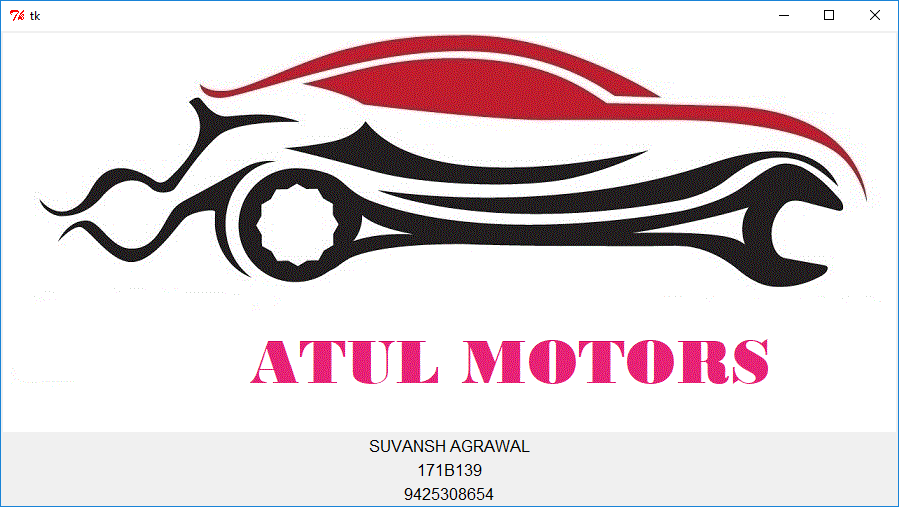 tk
ATUL MOTORS
SUVANSH AGRAWAL
171B139
9425308654